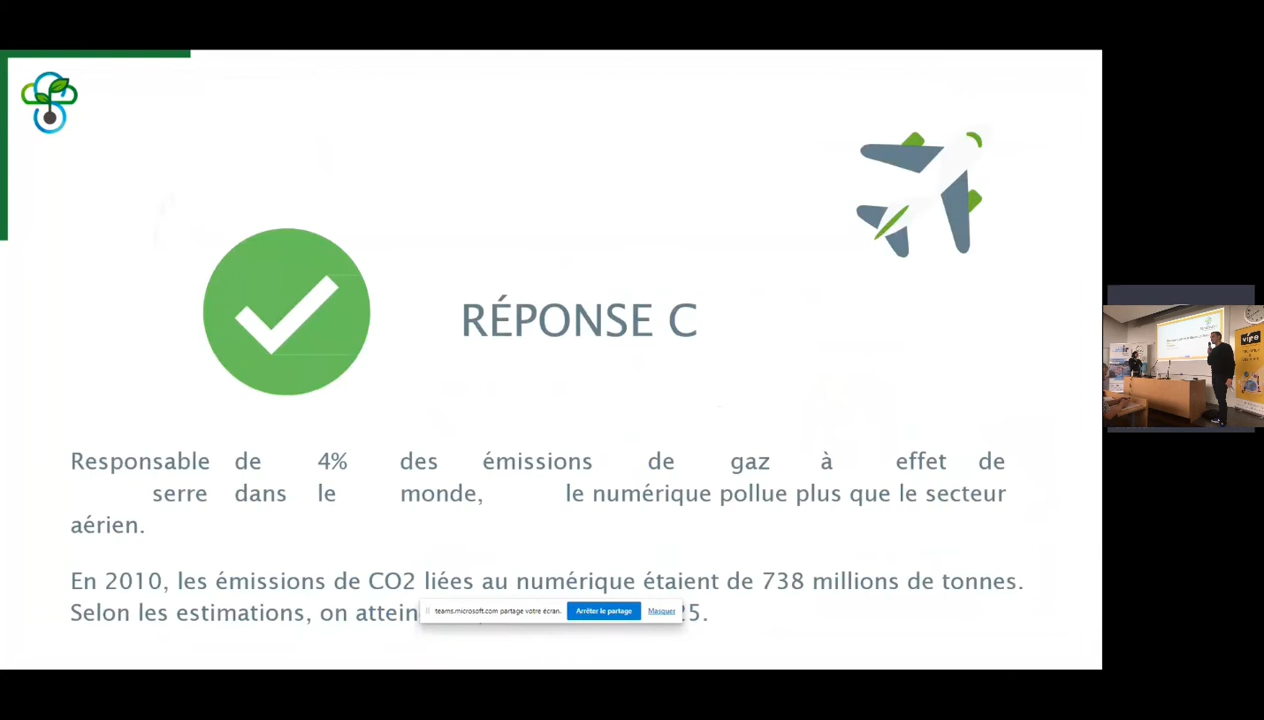 RÉPONSE C
Responsable de 4% des émissions de gaz à effet de
serre dans le monde, le numérique pollue plus que le secteur
aérien.
En 2010, les émissions de CO2 liées au numérique étaient de 738 millions de tonnes.
Selon les estimations, on attein 25.
teams.microsoft.com partage votre écran. Arrêter le partage Masquer